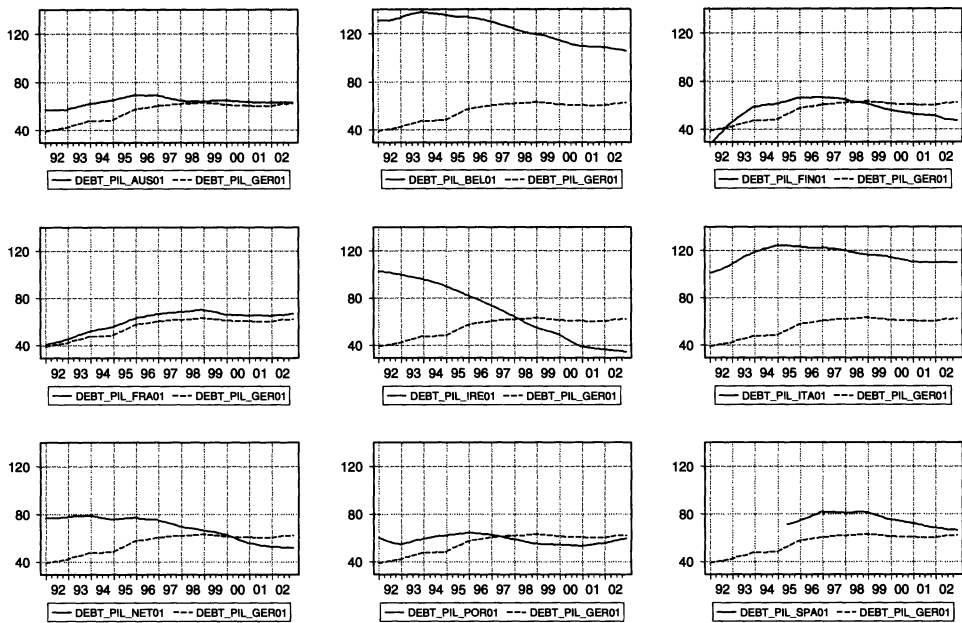 120
80
40
92 93 94 95 96 97 98 00 01 02
DEBT_PIL_AUS01 DEBT_PIL_GER01
120
80
40
92 93 94 95 96 97 98 99 00 01 02
DEBT_PIL_BEL01 DEBT_PIL_GER01
120
80
40
92 93 94 95 96 97 98 99 00 01 02
DEBT_PIL_FIN01 DEBT_PIL_GER01
120
80
40
92 93 94 95 96 97 98 99 00 01 02
DEBT_PIL_FRA01 DEBT_PIL_GER01
120
80
40
92 93 94 95 96 97 98 99 00 01 02
DEBT_PIL_IRE01 DEBT_PIL_GER01
120
80
40
92 93 94 95 96 97 98 99 00 01 02
DEBT_PIL_ITA01 DEBT_PIL_GER01
120
80
40
92 93 94 95 96 97 98 99 00 01 02
DEBT_PIL_NET01 DEBT_PIL_GER01
120
80
40
92 93 94 95 96 97 98 99 00 01 02
DEBT_PIL_POR01 DEBT_PIL_GER01
120
80
40
92 93 94 95 96 97 98 99 00 01 02
DEBT_PIL_SPA01 DEBT_PIL_GER01